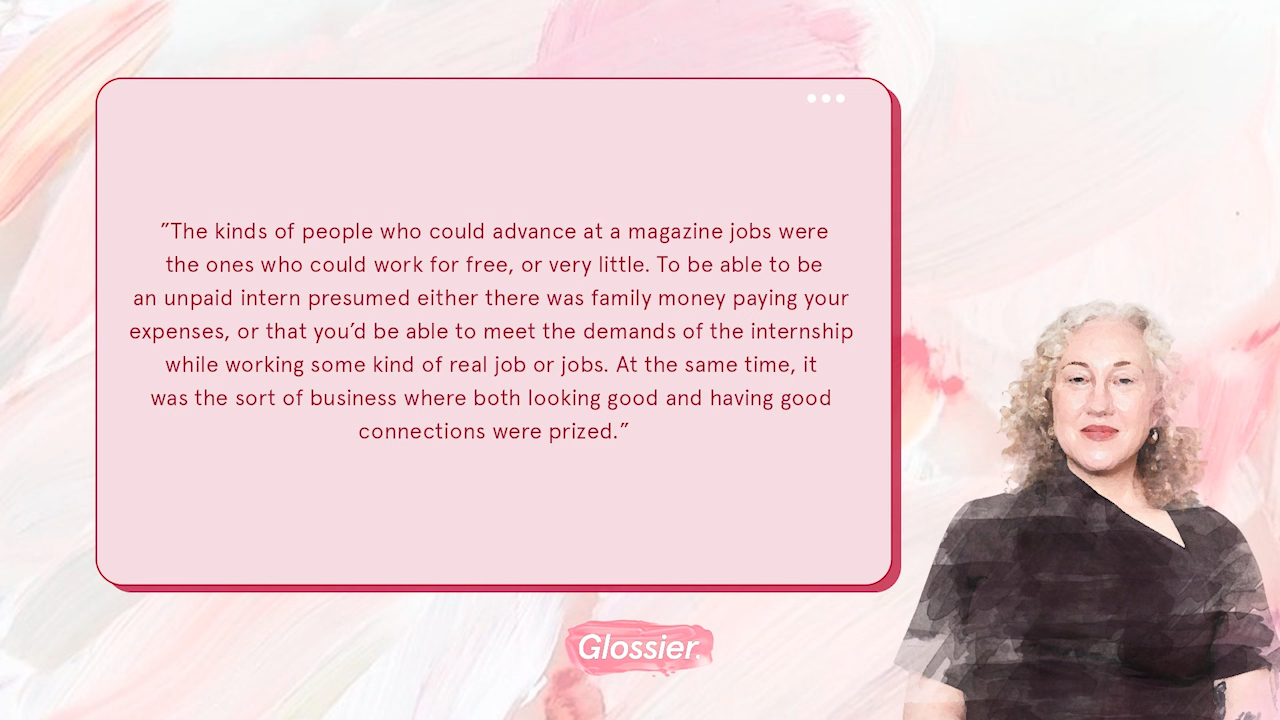 ”The kinds of people who could advance at a magazine jobs were
the ones who could work for free, or very little. To be able to be
an unpaid intern presumed either there was family money paying your
expenses, or that you’d be able to meet the demands of the internship
while working some kind of real job or jobs. At the same time, it
was the sort of business where both looking good and having good
connections were prized.”
Glossier.